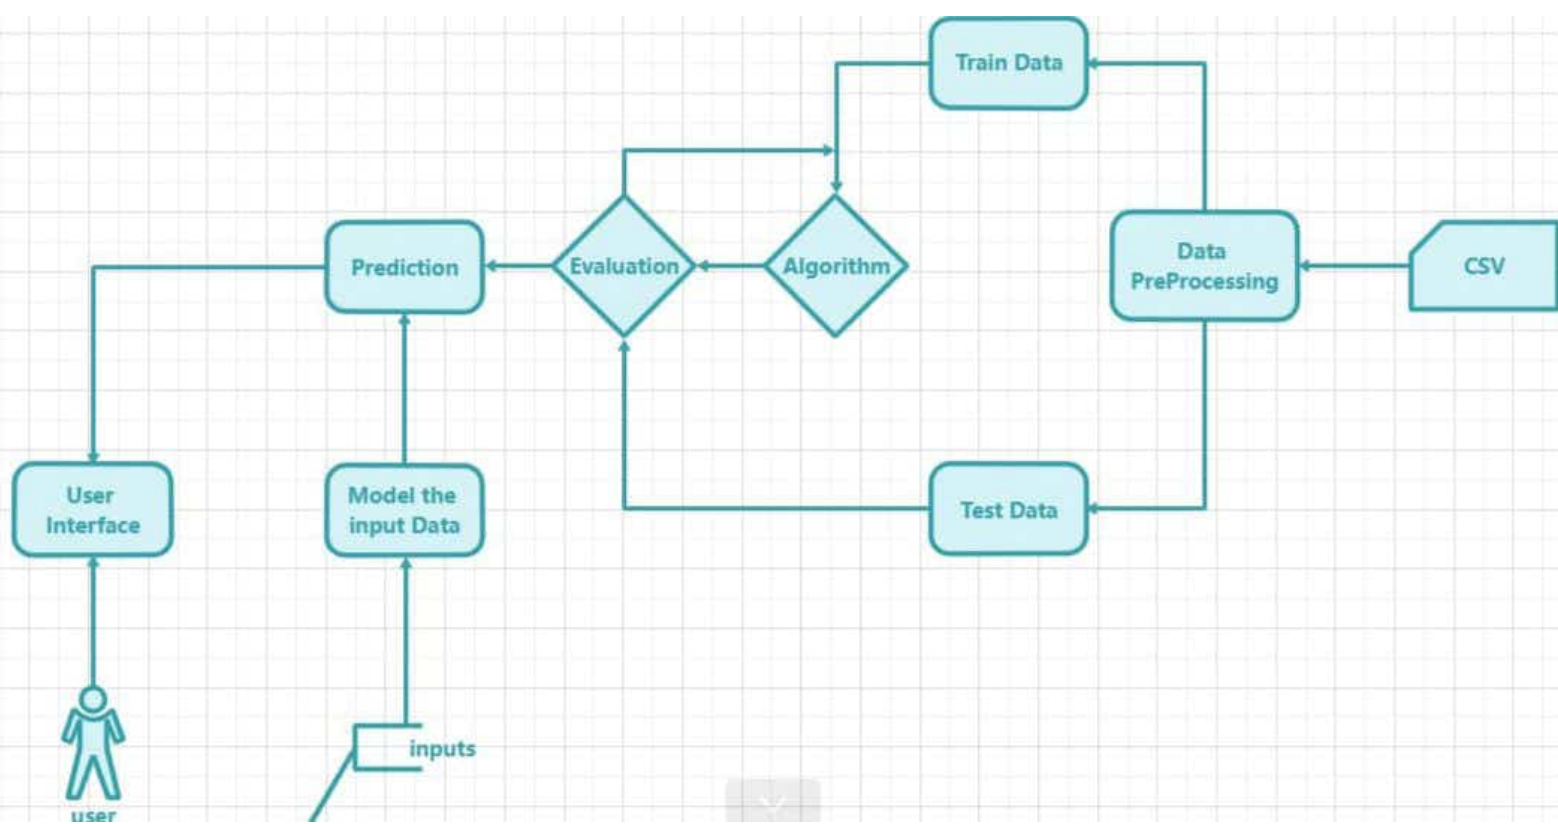 Train Data
Prediction
Evaluation
Algorithm
Data
PreProcessing
CSV
User
Interface
Model the
input Data
Test Data
inputs
user